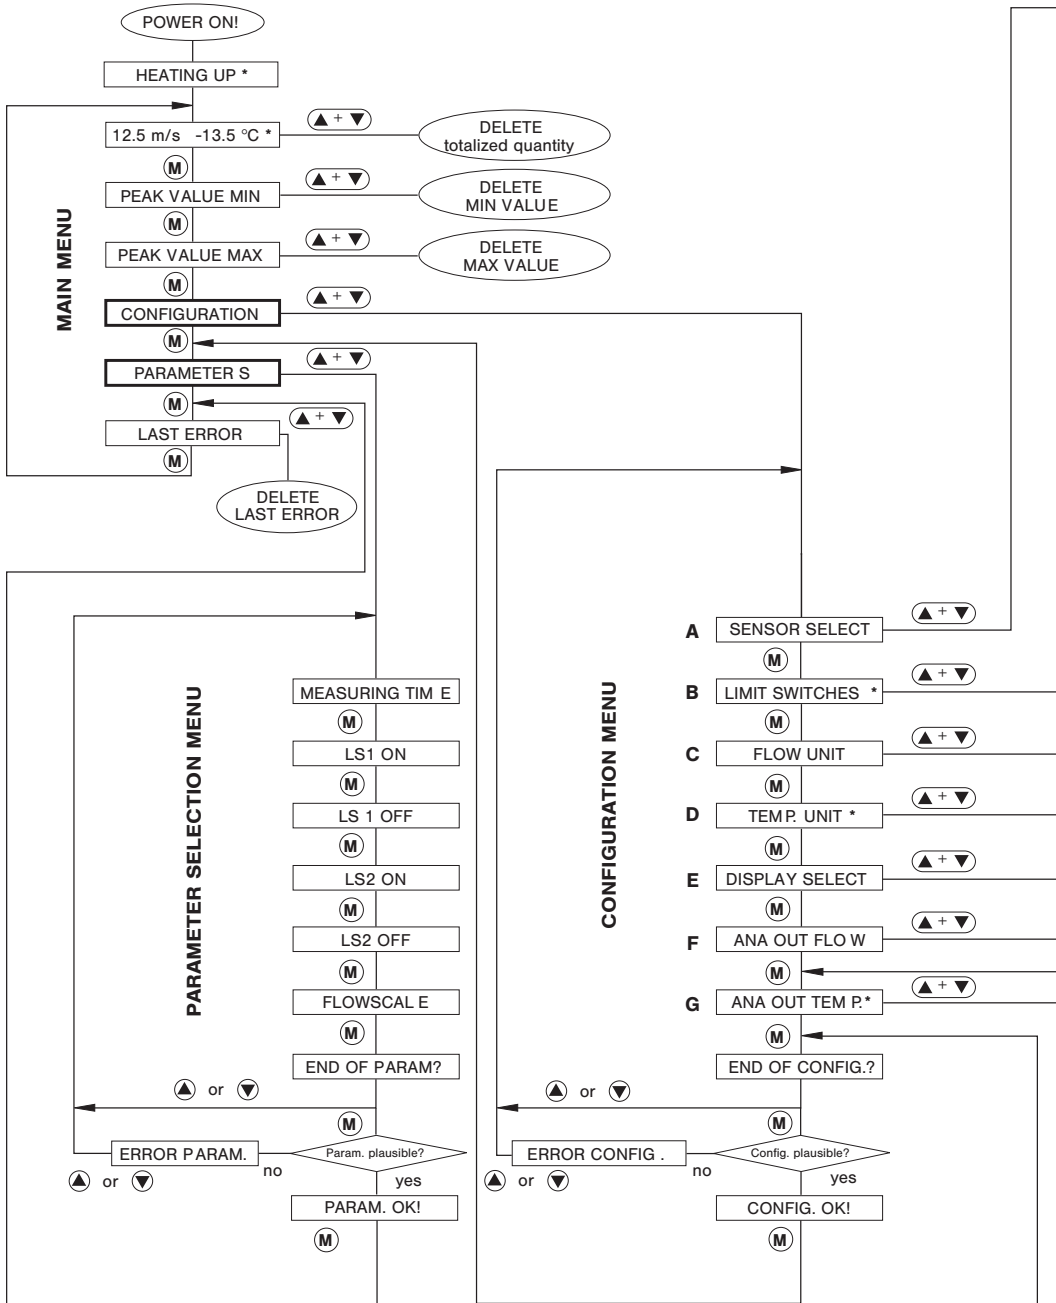 POWER ON!
HEATING UP *
12.5 m/s -13.5 °C *
▲ + ▼
DELETE
totalized quantity
M
PEAK VALUE MIN
▲ + ▼
DELETE
MIN VALUE
M
PEAK VALUE MAX
▲ + ▼
DELETE
MAX VALUE
M
CONFIGURATION
▲ + ▼
M
PARAMETER S
▲ + ▼
M
LAST ERROR
▲ + ▼
M
DELETE
LAST ERROR
MAIN MENU
PARAMETER SELECTION MENU
MEASURING TIM E
M
LS1 ON
M
LS 1 OFF
M
LS2 ON
M
LS2 OFF
M
FLOWSCAL E
M
END OF PARAM?
▲ or ▼
M
ERROR PARAM.
no
Param. plausible?
▲ or ▼
yes
PARAM. OK!
M
CONFIGURATION MENU
A SENSOR SELECT
▲ + ▼
M
B LIMIT SWITCHES *
▲ + ▼
M
C FLOW UNIT
▲ + ▼
M
D TEMP. UNIT *
▲ + ▼
M
E DISPLAY SELECT
▲ + ▼
M
F ANA OUT FLO W
▲ + ▼
M
G ANA OUT TEM P.*
▲ + ▼
M
END OF CONFIG.?
▲ or ▼
M
ERROR CONFIG .
no
Config. plausible?
▲ or ▼
yes
CONFIG. OK!
M